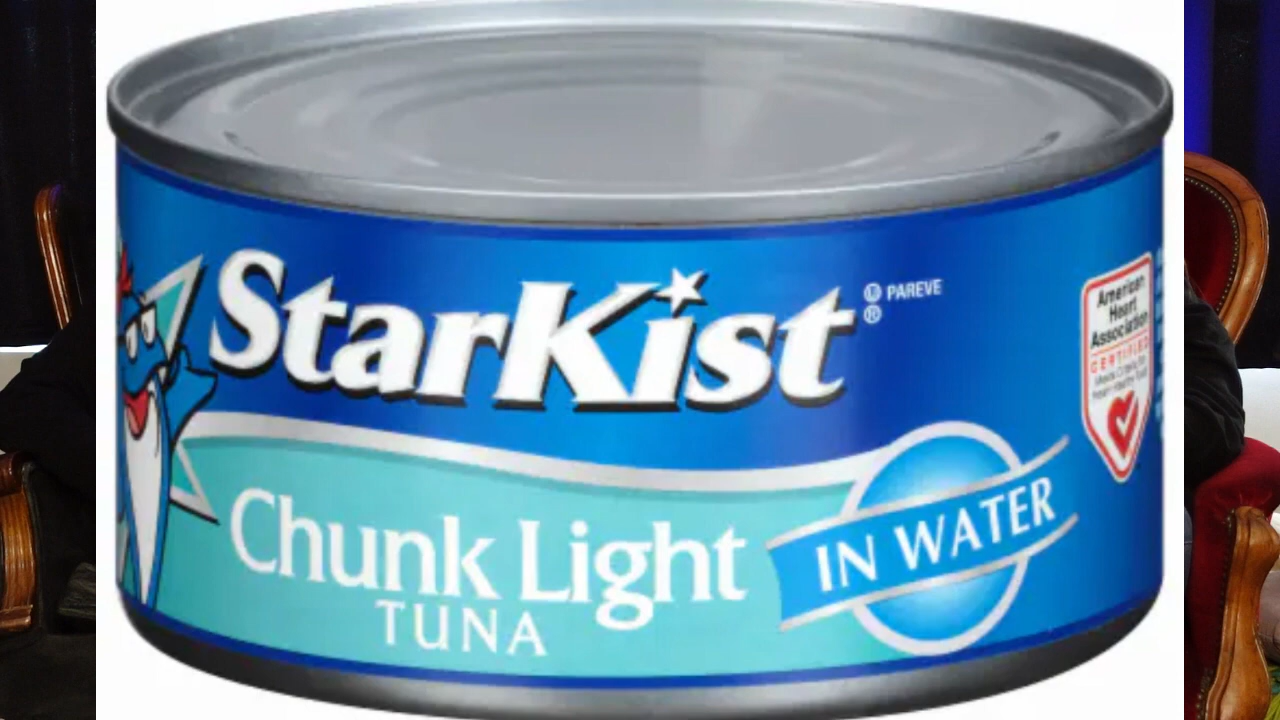 StarKist
Ⓤ PAREVE
®
American
Heart
Association
CERTIFIED
Chunk Light
TUNA
IN WATER